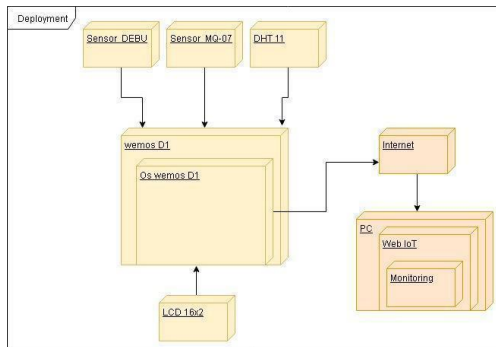 Deployment
Sensor DEBU
Sensor MQ-07
DHT 11
wemos D1
Os wemos D1
Internet
PC
Web IoT
Monitoring
LCD 16x2